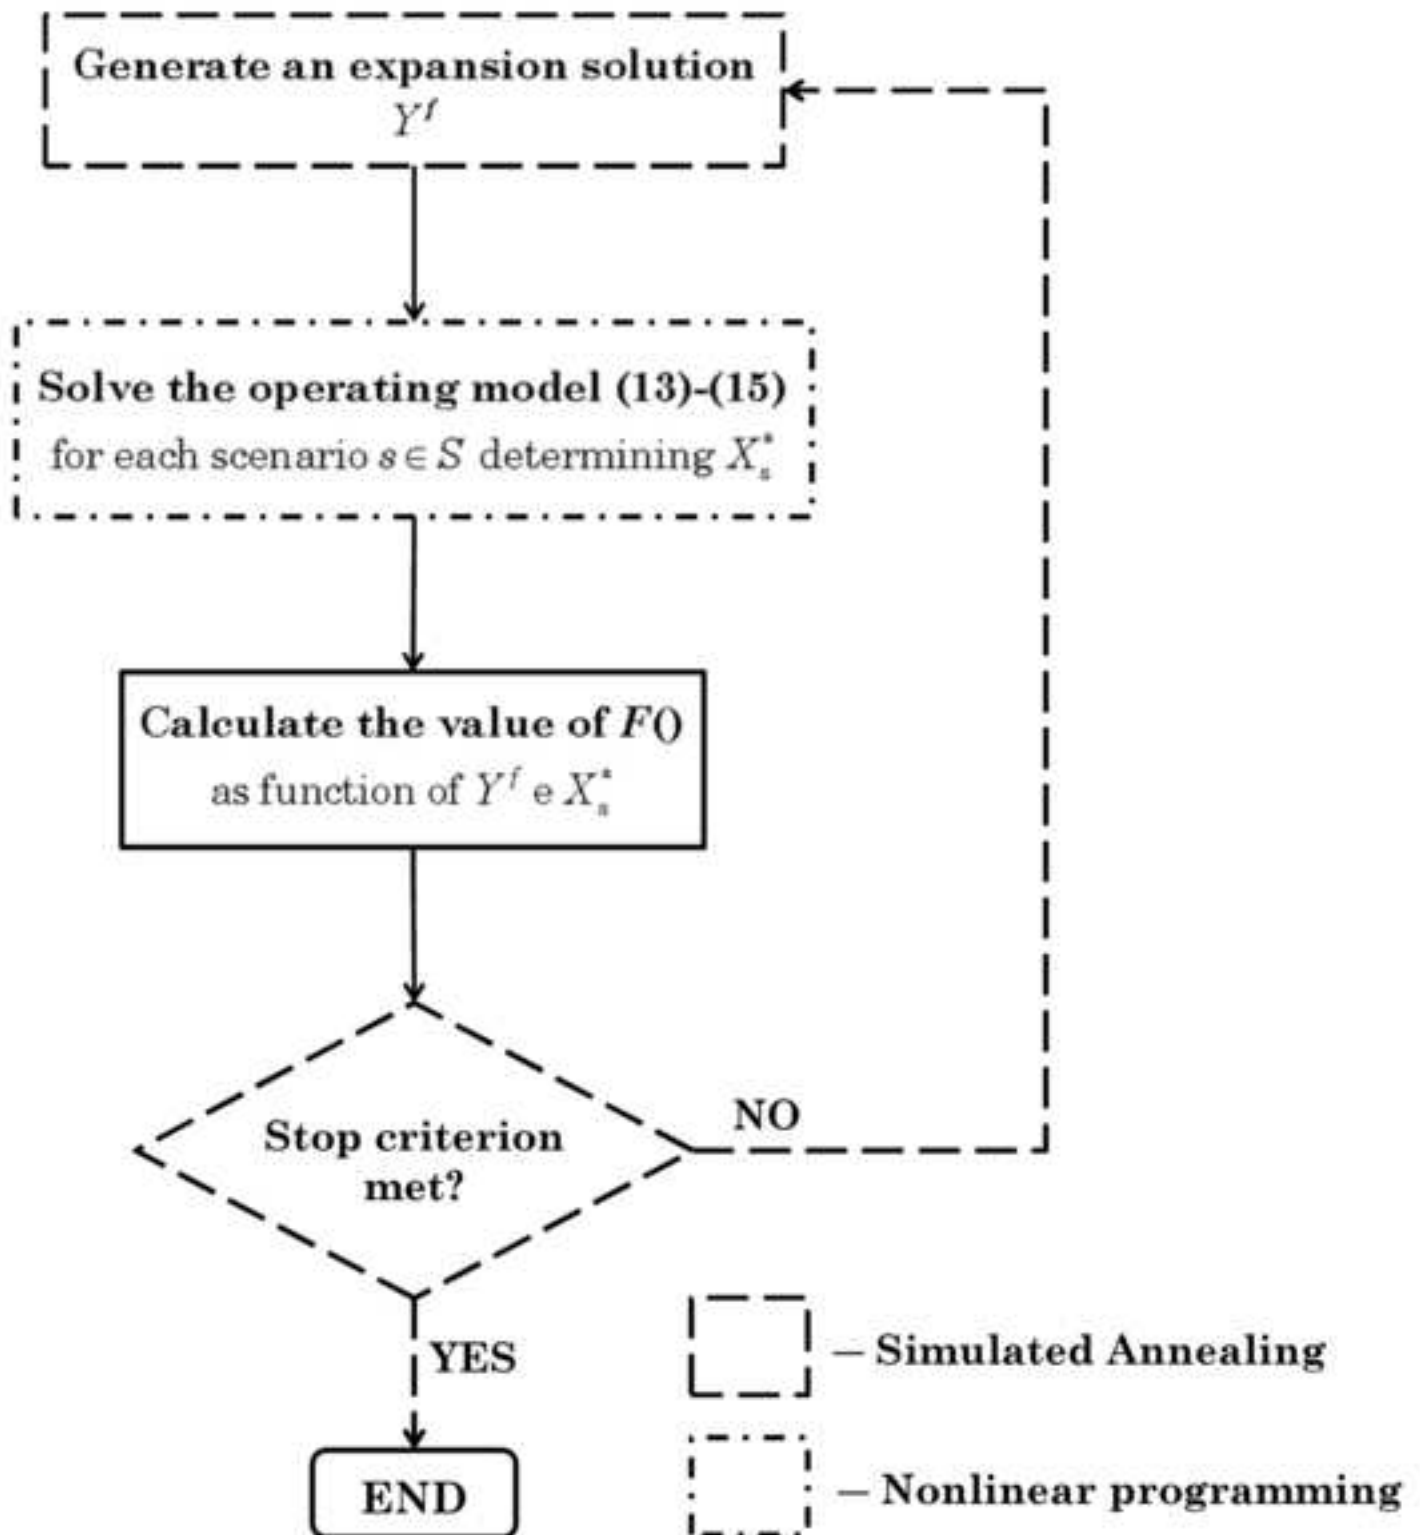 Generate an expansion solution
Y^f
Solve the operating model (13)-(15)
for each scenario s ∈ S determining X_s^*
Calculate the value of F()
as function of Y^f e X_s^*
Stop criterion
met?
NO
YES
END
– Simulated Annealing
– Nonlinear programming